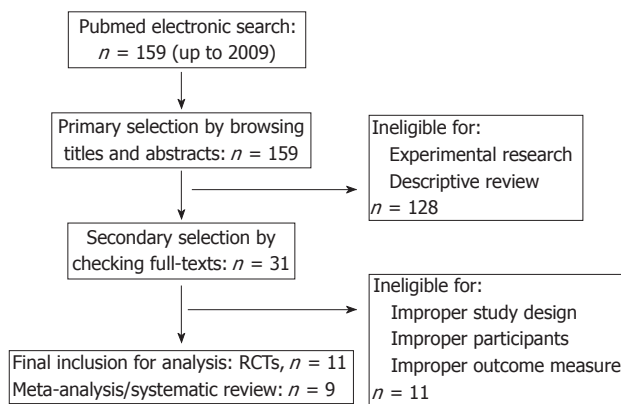 Pubmed electronic search:
n = 159 (up to 2009)
Primary selection by browsing
titles and abstracts: n = 159
Ineligible for:
Experimental research
Descriptive review
n = 128
Secondary selection by
checking full-texts: n = 31
Ineligible for:
Improper study design
Improper participants
Improper outcome measure
n = 11
Final inclusion for analysis: RCTs, n = 11
Meta-analysis/systematic review: n = 9